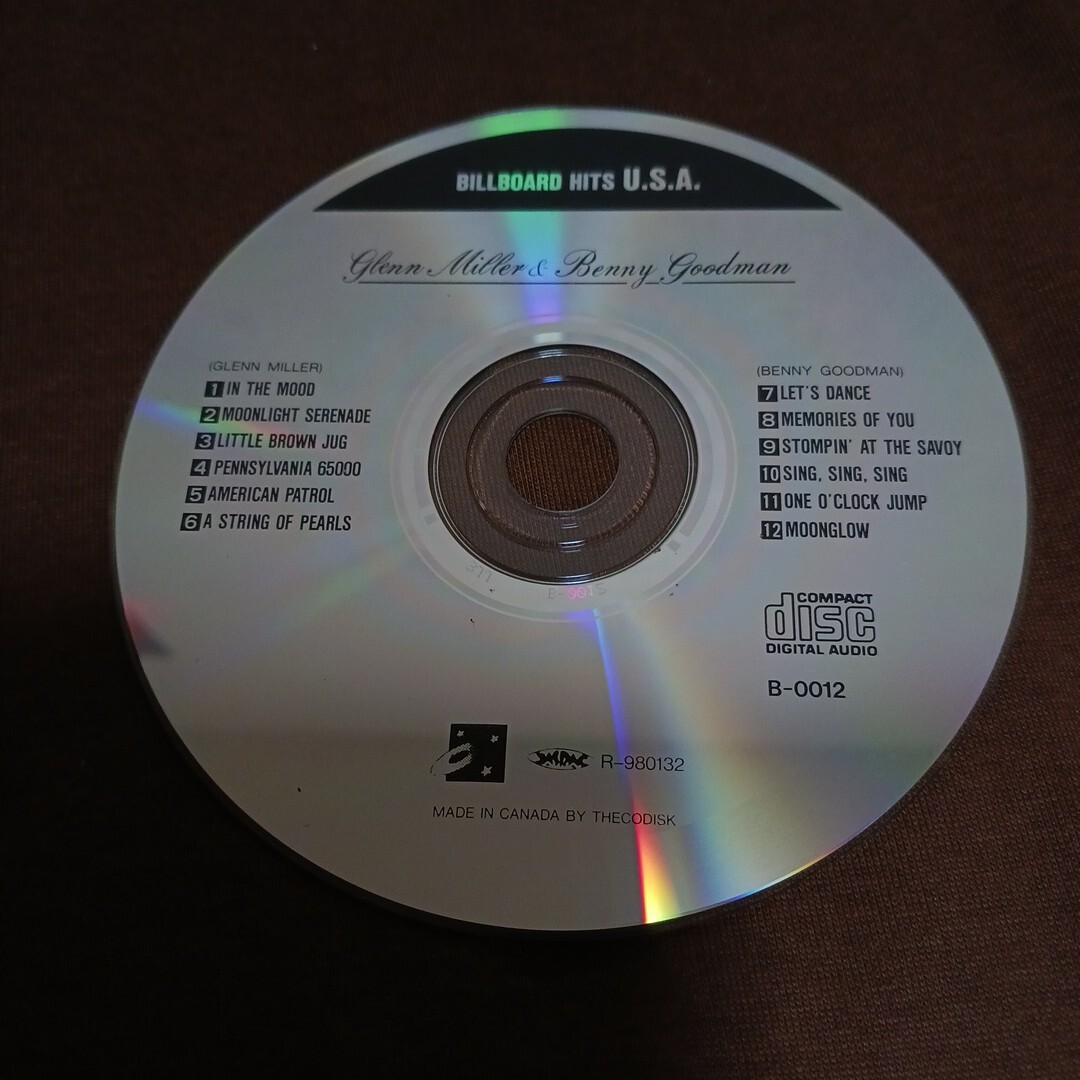 BILLBOARD HITS U.S.A.
Glenn Miller & Benny Goodman
(GLENN MILLER)
1 IN THE MOOD
2 MOONLIGHT SERENADE
3 LITTLE BROWN JUG
4 PENNSYLVANIA 65000
5 AMERICAN PATROL
6 A STRING OF PEARLS
(BENNY GOODMAN)
7 LET'S DANCE
8 MEMORIES OF YOU
9 STOMPIN' AT THE SAVOY
10 SING, SING, SING
11 ONE O'CLOCK JUMP
12 MOONGLOW
COMPACT
disc
DIGITAL AUDIO
B-0012
R-980132
MADE IN CANADA BY THECODISK